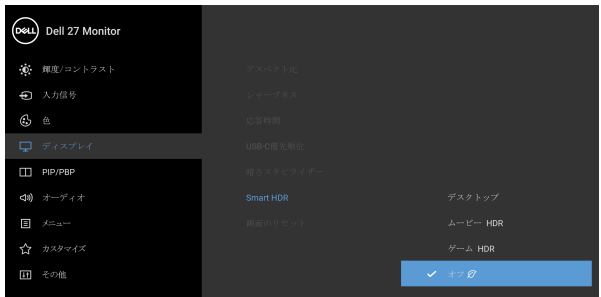 DELL
Dell 27 Monitor
輝度/コントラスト
入力信号
色
ディスプレイ
PIP/PBP
オーディオ
メニュー
カスタマイズ
その他
アスペクト比
シャープネス
応答時間
USB-C優先順位
暗さスタビライザー
Smart HDR
画面のリセット
デスクトップ
ムービー HDR
ゲーム HDR
オフ